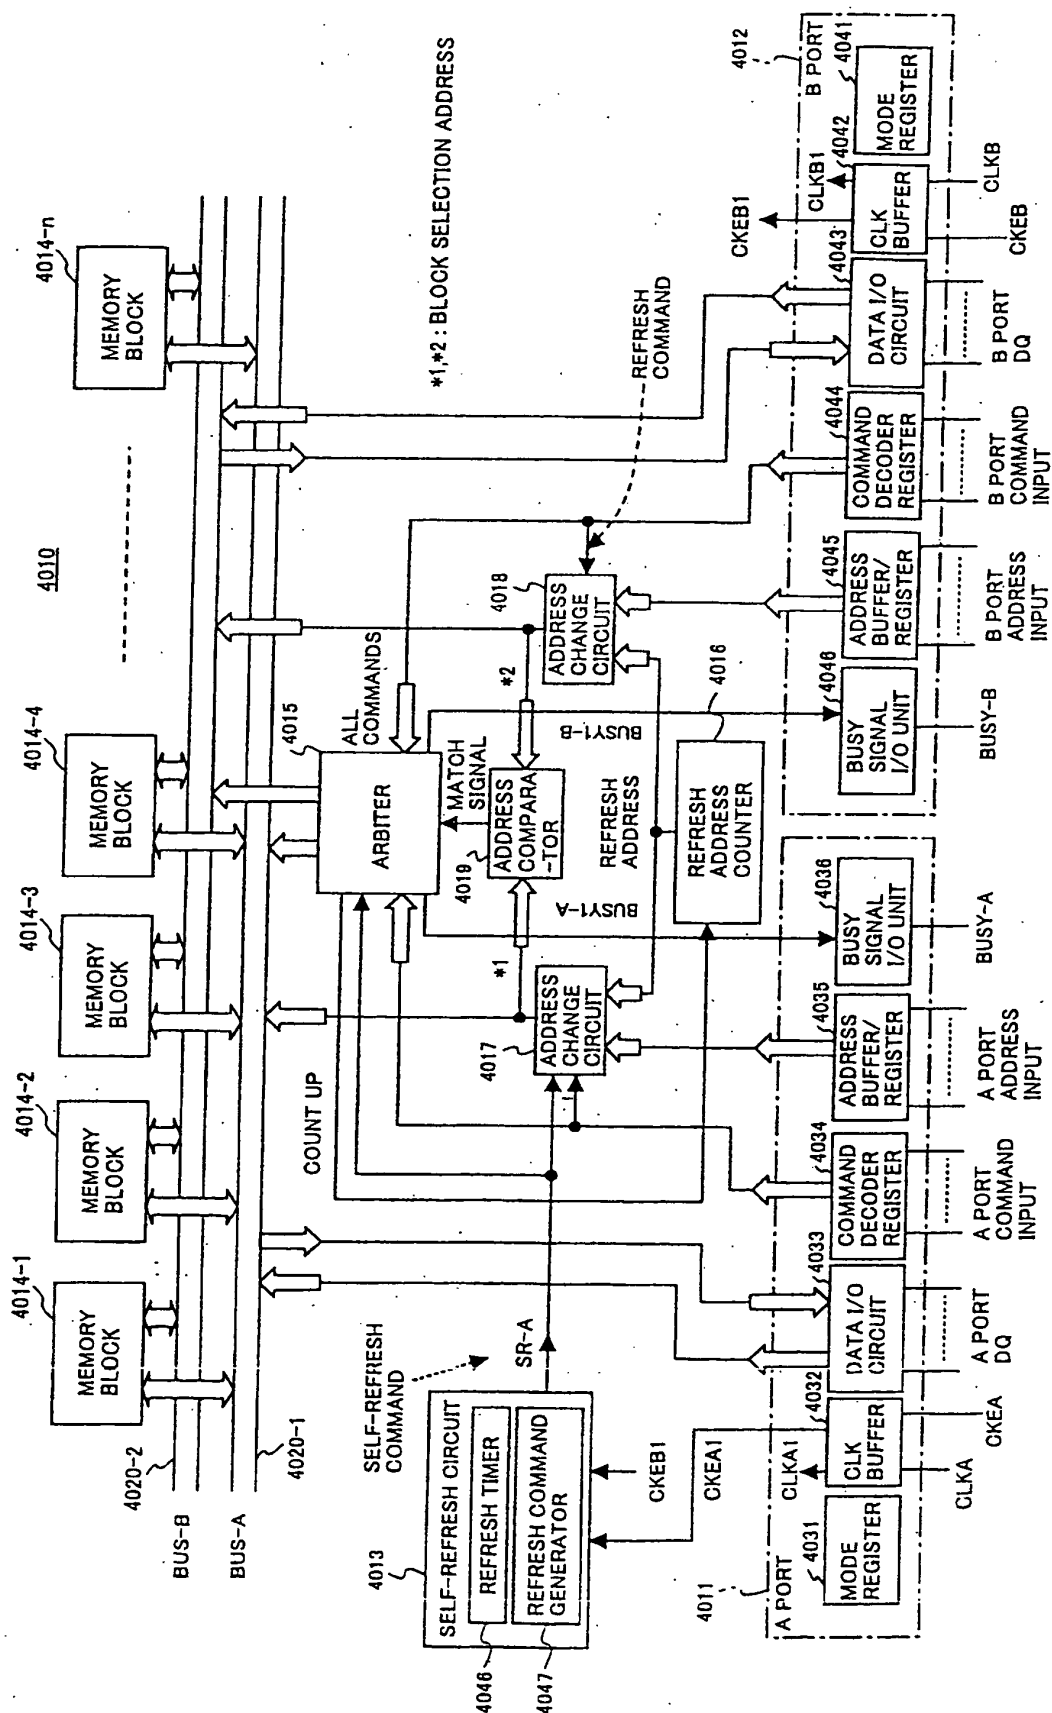 4010
4014-1
MEMORY
BLOCK
4014-2
MEMORY
BLOCK
4014-3
MEMORY
BLOCK
4014-4
MEMORY
BLOCK
4014-n
MEMORY
BLOCK
4020-2
BUS-B
BUS-A
4020-1
*1,*2 : BLOCK SELECTION ADDRESS
COUNT UP
ARBITER
4015
ALL
COMMANDS
MATCH
SIGNAL
4013
SELF-REFRESH CIRCUIT
REFRESH TIMER
REFRESH COMMAND
GENERATOR
4046
4047
SELF-REFRESH
COMMAND
SR-A
CKEB1
CKEA1
4017
ADDRESS
CHANGE
CIRCUIT
*1
4019
ADDRESS
COMPARA
-TOR
*2
4018
ADDRESS
CHANGE
CIRCUIT
REFRESH
COMMAND
BUSY1-A
BUSY1-B
REFRESH
ADDRESS
REFRESH
ADDRESS
COUNTER
4016
4011
A PORT
4031
MODE
REGISTER
CLKA1
4032
CLK
BUFFER
4033
DATA I/O
CIRCUIT
4034
COMMAND
DECODER
REGISTER
4035
ADDRESS
BUFFER/
REGISTER
4036
BUSY
SIGNAL
I/O UNIT
CLKA
CKEA
A PORT
DQ
A PORT
COMMAND
INPUT
A PORT
ADDRESS
INPUT
BUSY-A
4012
B PORT
4046
BUSY
SIGNAL
I/O UNIT
4045
ADDRESS
BUFFER/
REGISTER
4044
COMMAND
DECODER
REGISTER
4043
DATA I/O
CIRCUIT
CKEB1
CLKB1
4042
CLK
BUFFER
4041
MODE
REGISTER
BUSY-B
B PORT
ADDRESS
INPUT
B PORT
COMMAND
INPUT
B PORT
DQ
CKEB
CLKB